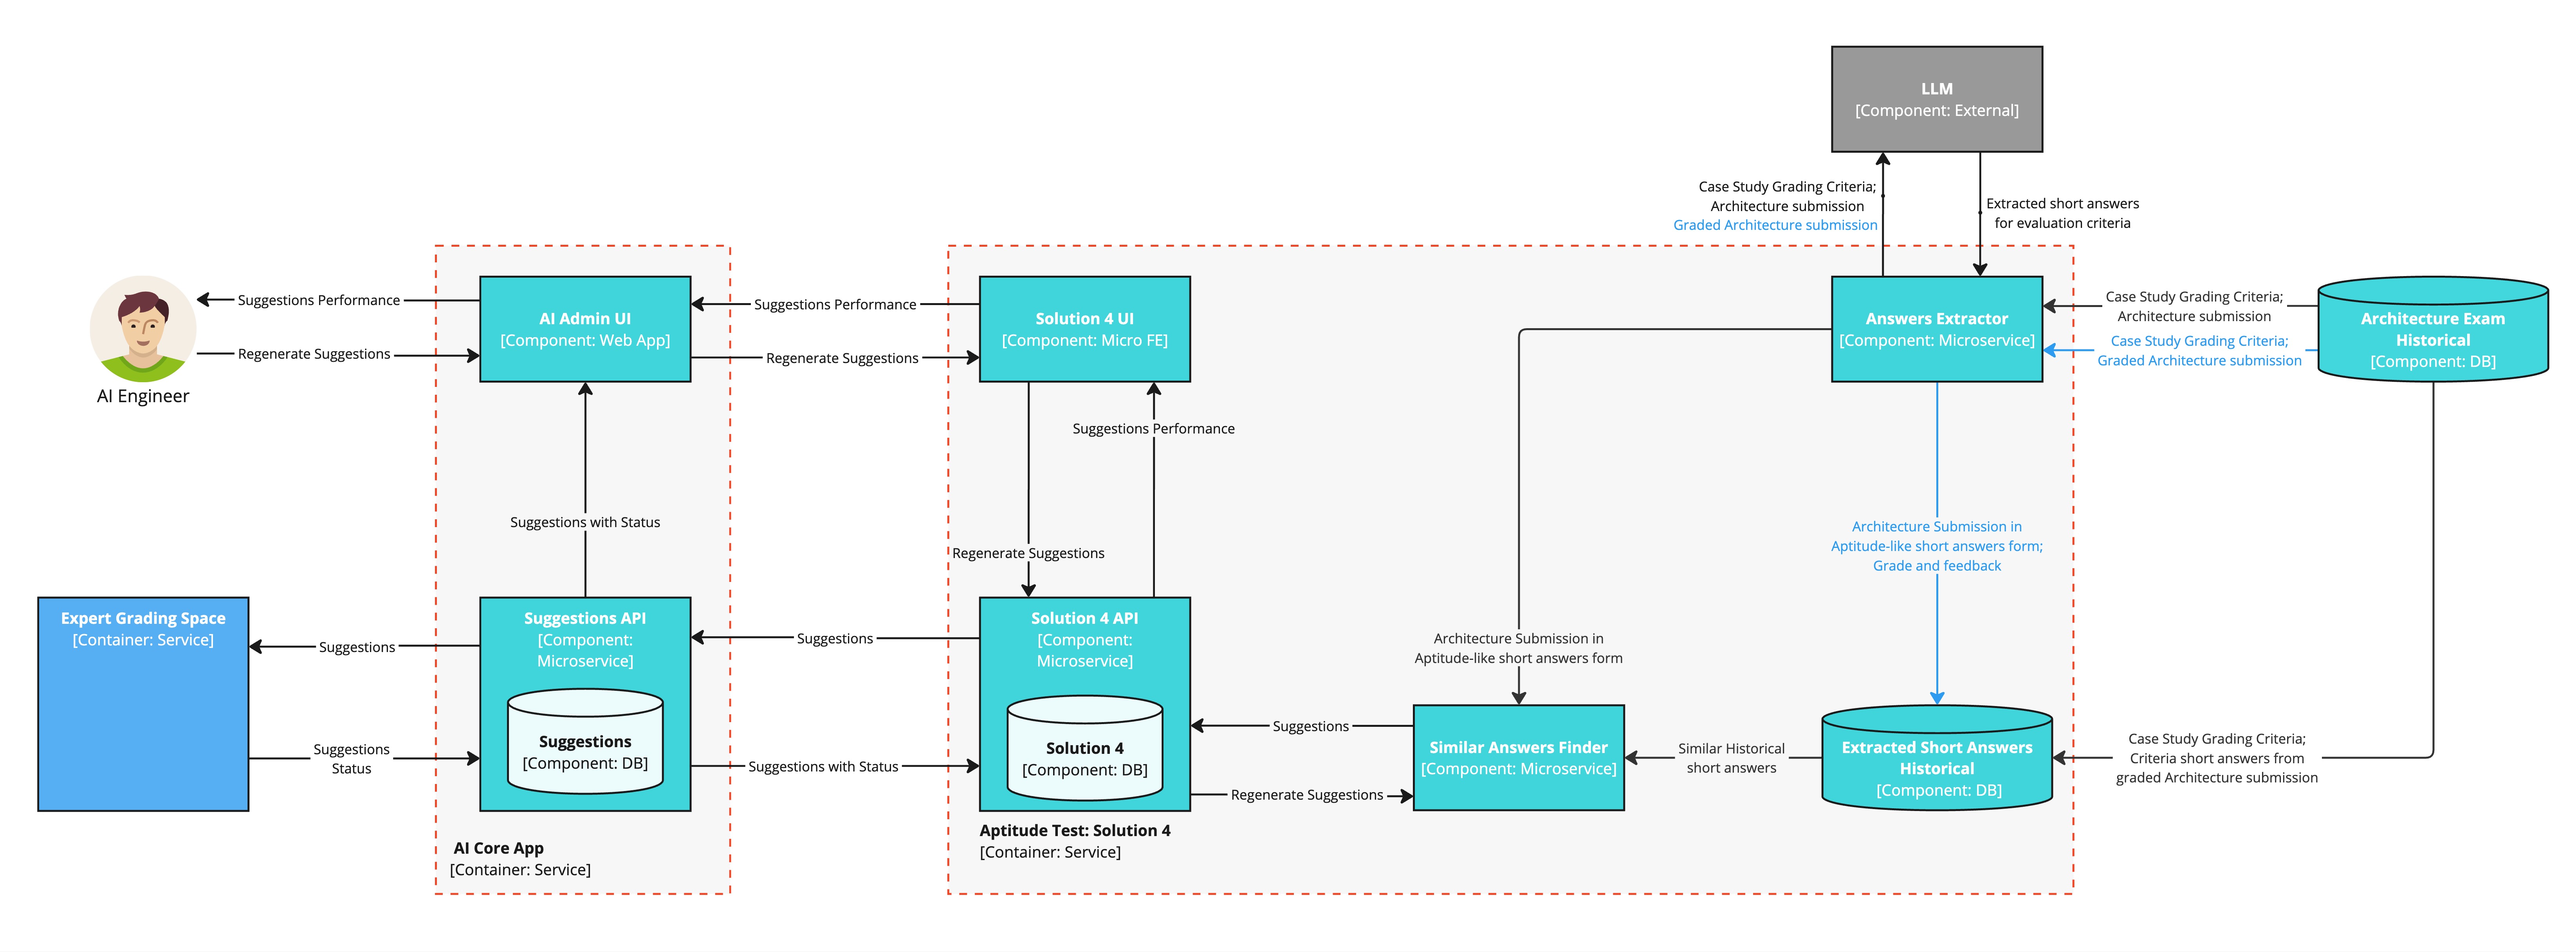 LLM
[Component: External]
Case Study Grading Criteria;
Architecture submission
Graded Architecture submission
Extracted short answers
for evaluation criteria
AI Engineer
Suggestions Performance
Regenerate Suggestions
AI Admin UI
[Component: Web App]
Suggestions Performance
Regenerate Suggestions
Solution 4 UI
[Component: Micro FE]
Answers Extractor
[Component: Microservice]
Case Study Grading Criteria;
Architecture submission
Case Study Grading Criteria;
Graded Architecture submission
Architecture Exam
Historical
[Component: DB]
Suggestions Performance
Suggestions with Status
Regenerate Suggestions
Architecture Submission in
Aptitude-like short answers form;
Grade and feedback
Expert Grading Space
[Container: Service]
Suggestions
Suggestions
Status
Suggestions API
[Component:
Microservice]
Suggestions
[Component: DB]
Suggestions
Suggestions with Status
Solution 4 API
[Component:
Microservice]
Solution 4
[Component: DB]
Architecture Submission in
Aptitude-like short answers form
Suggestions
Regenerate Suggestions
Similar Answers Finder
[Component: Microservice]
Similar Historical
short answers
Extracted Short Answers
Historical
[Component: DB]
Case Study Grading Criteria;
Criteria short answers from
graded Architecture submission
AI Core App
[Container: Service]
Aptitude Test: Solution 4
[Container: Service]